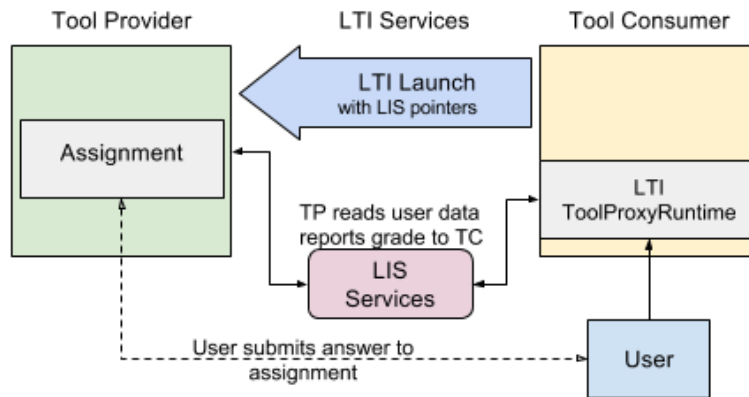 Tool Provider
LTI Services
Tool Consumer
LTI Launch
with LIS pointers
Assignment
LTI
ToolProxyRuntime
TP reads user data
reports grade to TC
LIS
Services
User submits answer to
assignment
User